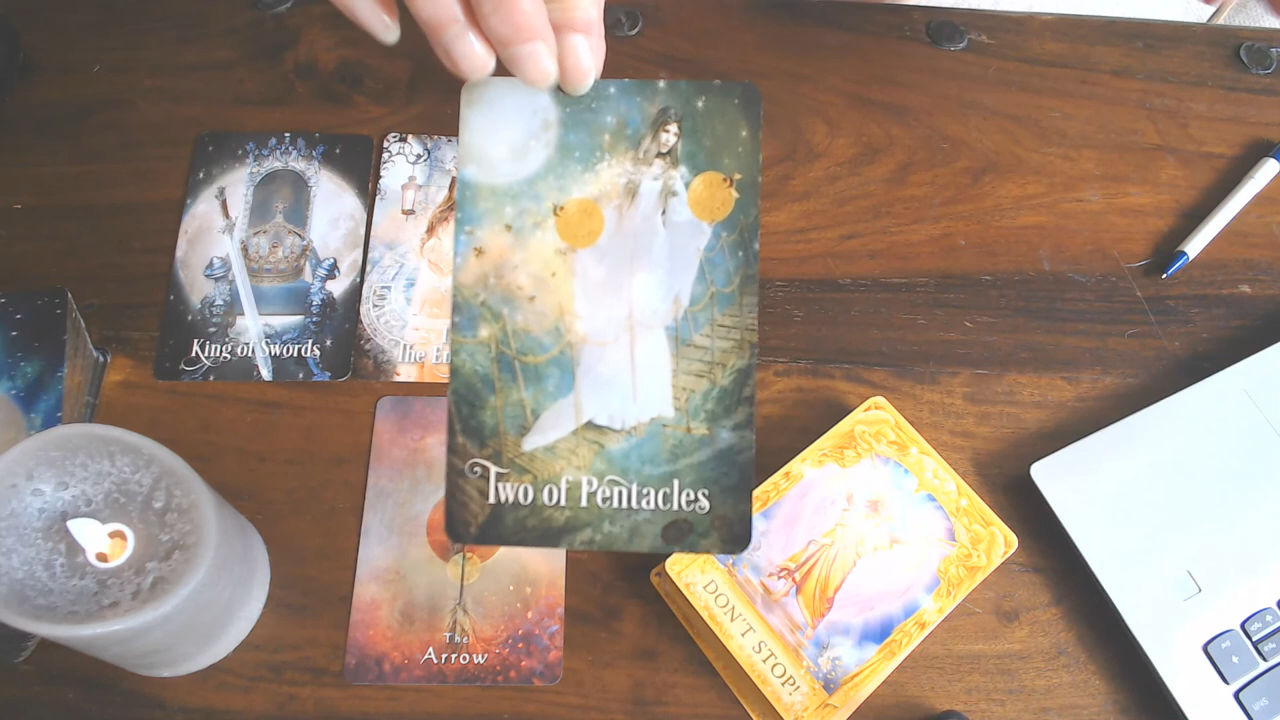 King of Swords
The En
Two of Pentacles
The
Arrow
DON'T STOP!